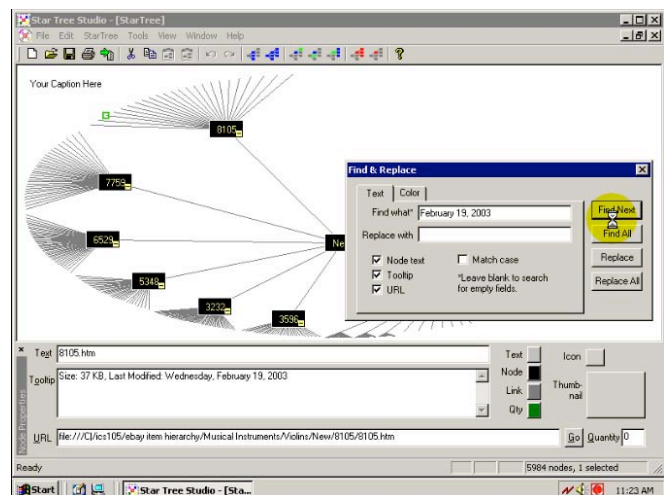 Star Tree Studio - [StarTree]
File Edit StarTree Tools View Window Help
Your Caption Here
8105
7759
6529
5348
3232
3596
Ne
Find & Replace
Text Color
Find what* February 19, 2003
Replace with
Node text
Tooltip
URL
Match case
*Leave blank to search
for empty fields.
Find Next
Find All
Replace
Replace All
Node Properties
Text 8105.htm
Tooltip Size: 37 KB, Last Modified: Wednesday, February 19, 2003
URL file:///C|/ics105/ebay item hierarchy/Musical Instruments/Violins/New/8105/8105.htm
Text
Node
Link
Qty
Icon
Thumb-
nail
Go Quantity 0
Ready
5984 nodes, 1 selected
Start
Star Tree Studio - [Sta...
11:23 AM